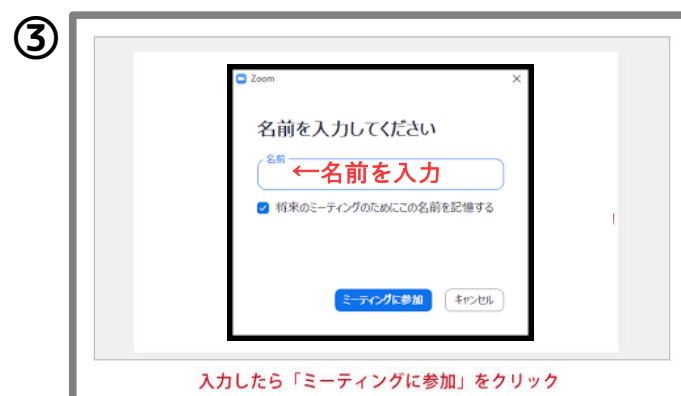 ③
Zoom
名前を入力してください
名前
←名前を入力
将来のミーティングのためにこの名前を記憶する
ミーティングに参加
キャンセル
入力したら「ミーティングに参加」をクリック